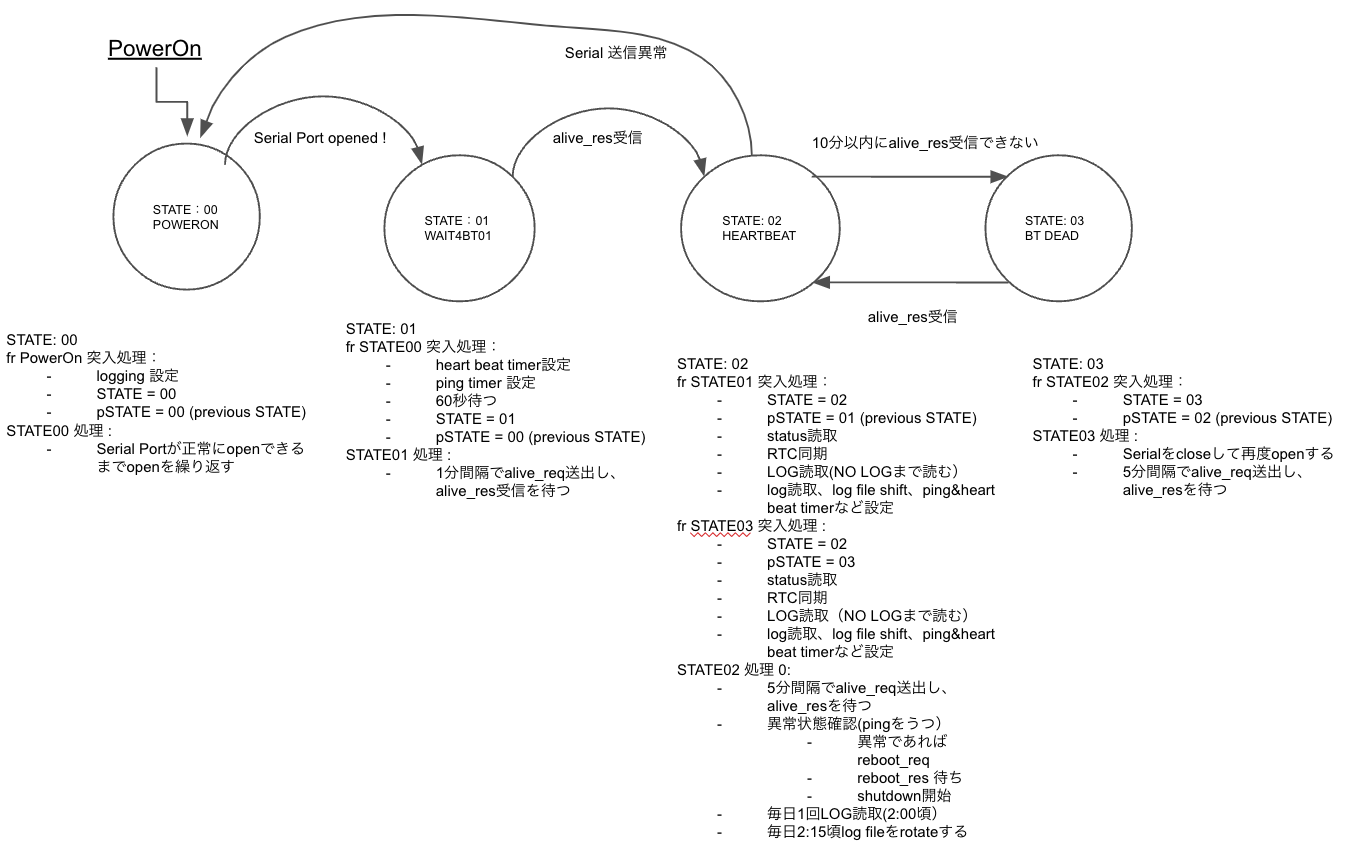 PowerOn
Serial 送信異常
Serial Port opened !
alive_res受信
10分以内にalive_res受信できない
STATE：00
POWERON
STATE：01
WAIT4BT01
STATE: 02
HEARTBEAT
STATE: 03
BT DEAD
alive_res受信
STATE: 00
fr PowerOn 突入処理：
- logging 設定
- STATE = 00
- pSTATE = 00 (previous STATE)
STATE00 処理 :
- Serial Portが正常にopenできる
までopenを繰り返す
STATE: 01
fr STATE00 突入処理：
- heart beat timer設定
- ping timer 設定
- 60秒待つ
- STATE = 01
- pSTATE = 00 (previous STATE)
STATE01 処理 :
- 1分間隔でalive_req送出し、
alive_res受信を待つ
STATE: 02
fr STATE01 突入処理：
- STATE = 02
- pSTATE = 01 (previous STATE)
- status読取
- RTC同期
- LOG読取(NO LOGまで読む）
- log読取、log file shift、ping&heart
beat timerなど設定
fr STATE03 突入処理 :
- STATE = 02
- pSTATE = 03
- status読取
- RTC同期
- LOG読取（NO LOGまで読む）
- log読取、log file shift、ping&heart
beat timerなど設定
STATE02 処理 0:
- 5分間隔でalive_req送出し、
alive_resを待つ
- 異常状態確認(pingをうつ）
- 異常であれば
reboot_req
- reboot_res 待ち
- shutdown開始
- 毎日1回LOG読取(2:00頃）
- 毎日2:15頃log fileをrotateする
STATE: 03
fr STATE02 突入処理：
- STATE = 03
- pSTATE = 02 (previous STATE)
STATE03 処理 :
- Serialをcloseして再度openする
- 5分間隔でalive_req送出し、
alive_resを待つ